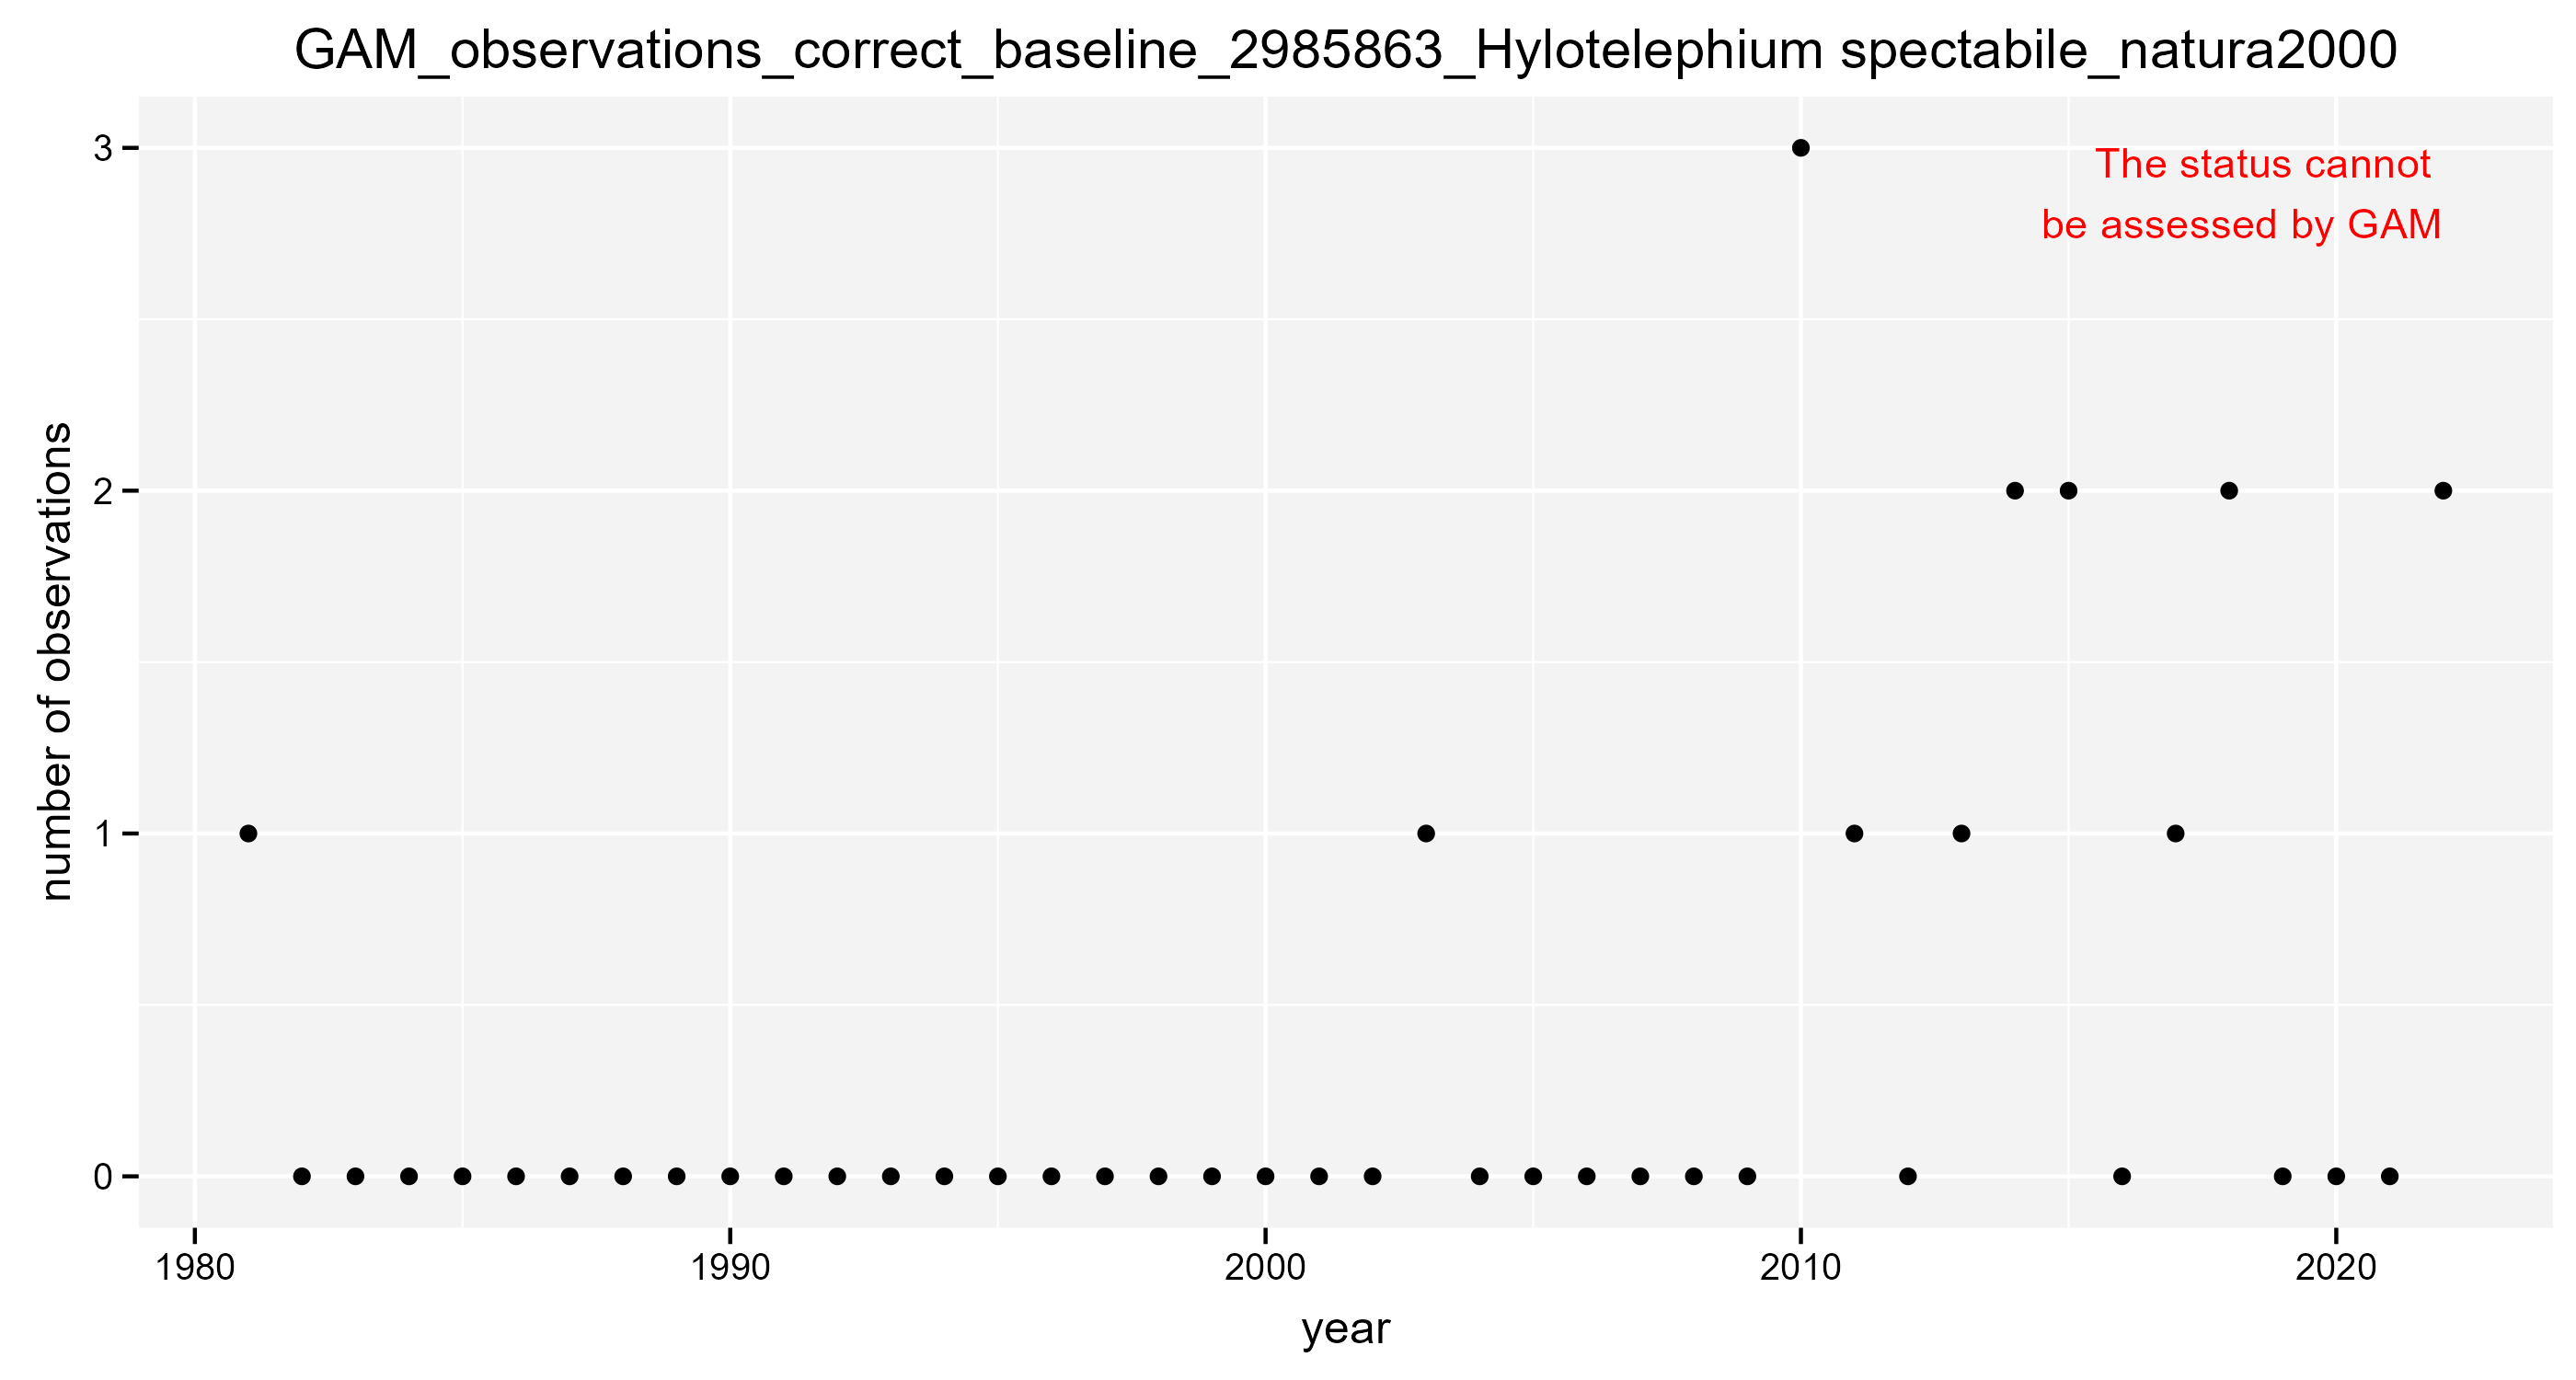 GAM_observations_correct_baseline_2985863_Hylotelephium spectabile_natura2000
The status cannot
be assessed by GAM
number of observations
3
2
1
0
1980 1990 2000 2010 2020
year